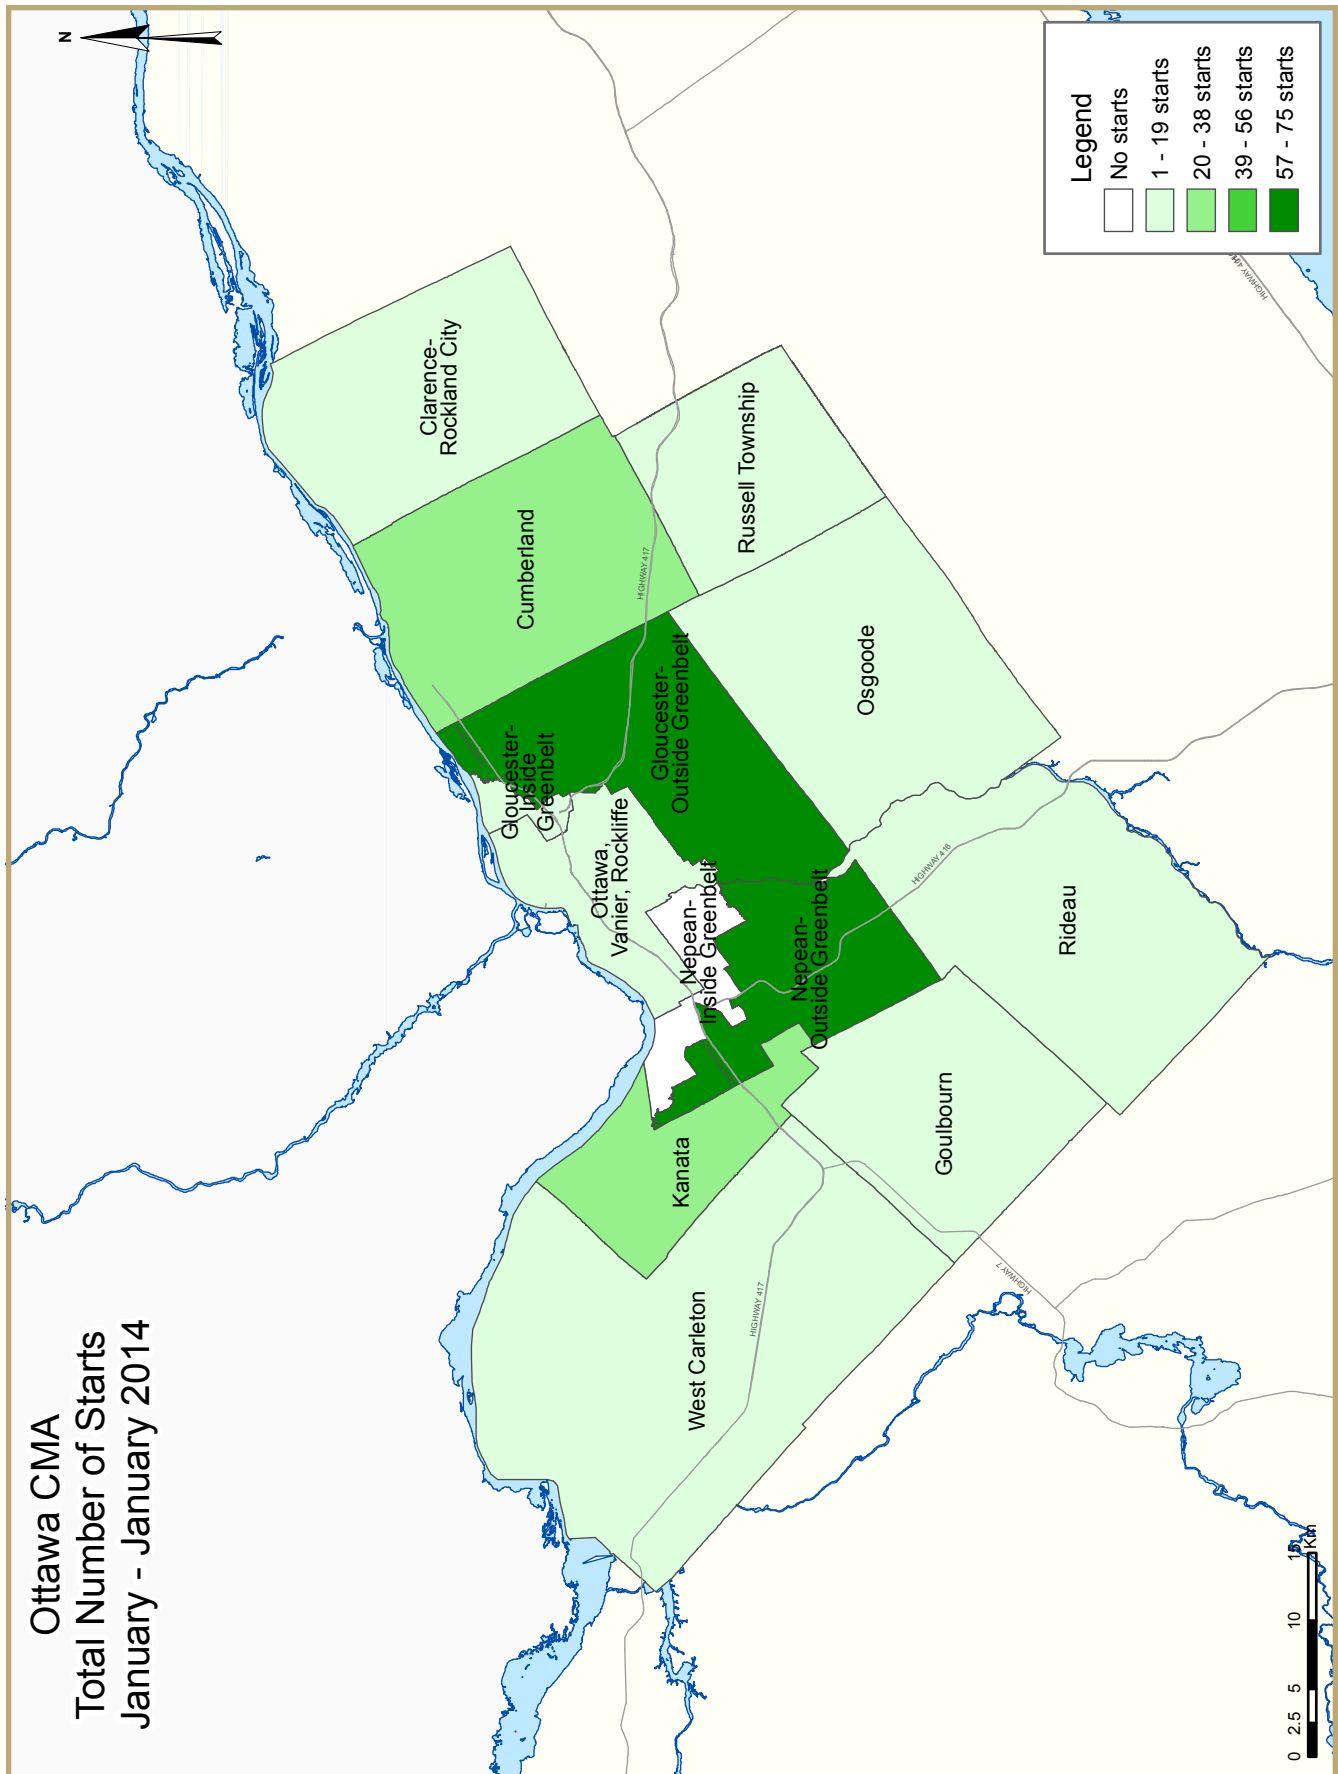 Ottawa CMA
Total Number of Starts
January - January 2014
N
Clarence-
Rockland City
Cumberland
Russell Township
HIGHWAY 417
Gloucester-
Inside
Greenbelt
Gloucester-
Outside Greenbelt
Osgoode
Ottawa,
Vanier, Rockliffe
Nepean-
Inside Greenbelt
Nepean-
Outside Greenbelt
HIGHWAY 416
Rideau
Kanata
Goulbourn
West Carleton
HIGHWAY 417
HIGHWAY 7
HIGHWAY 401
Legend
No starts
1 - 19 starts
20 - 38 starts
39 - 56 starts
57 - 75 starts
0 2.5 5 10 15
Km